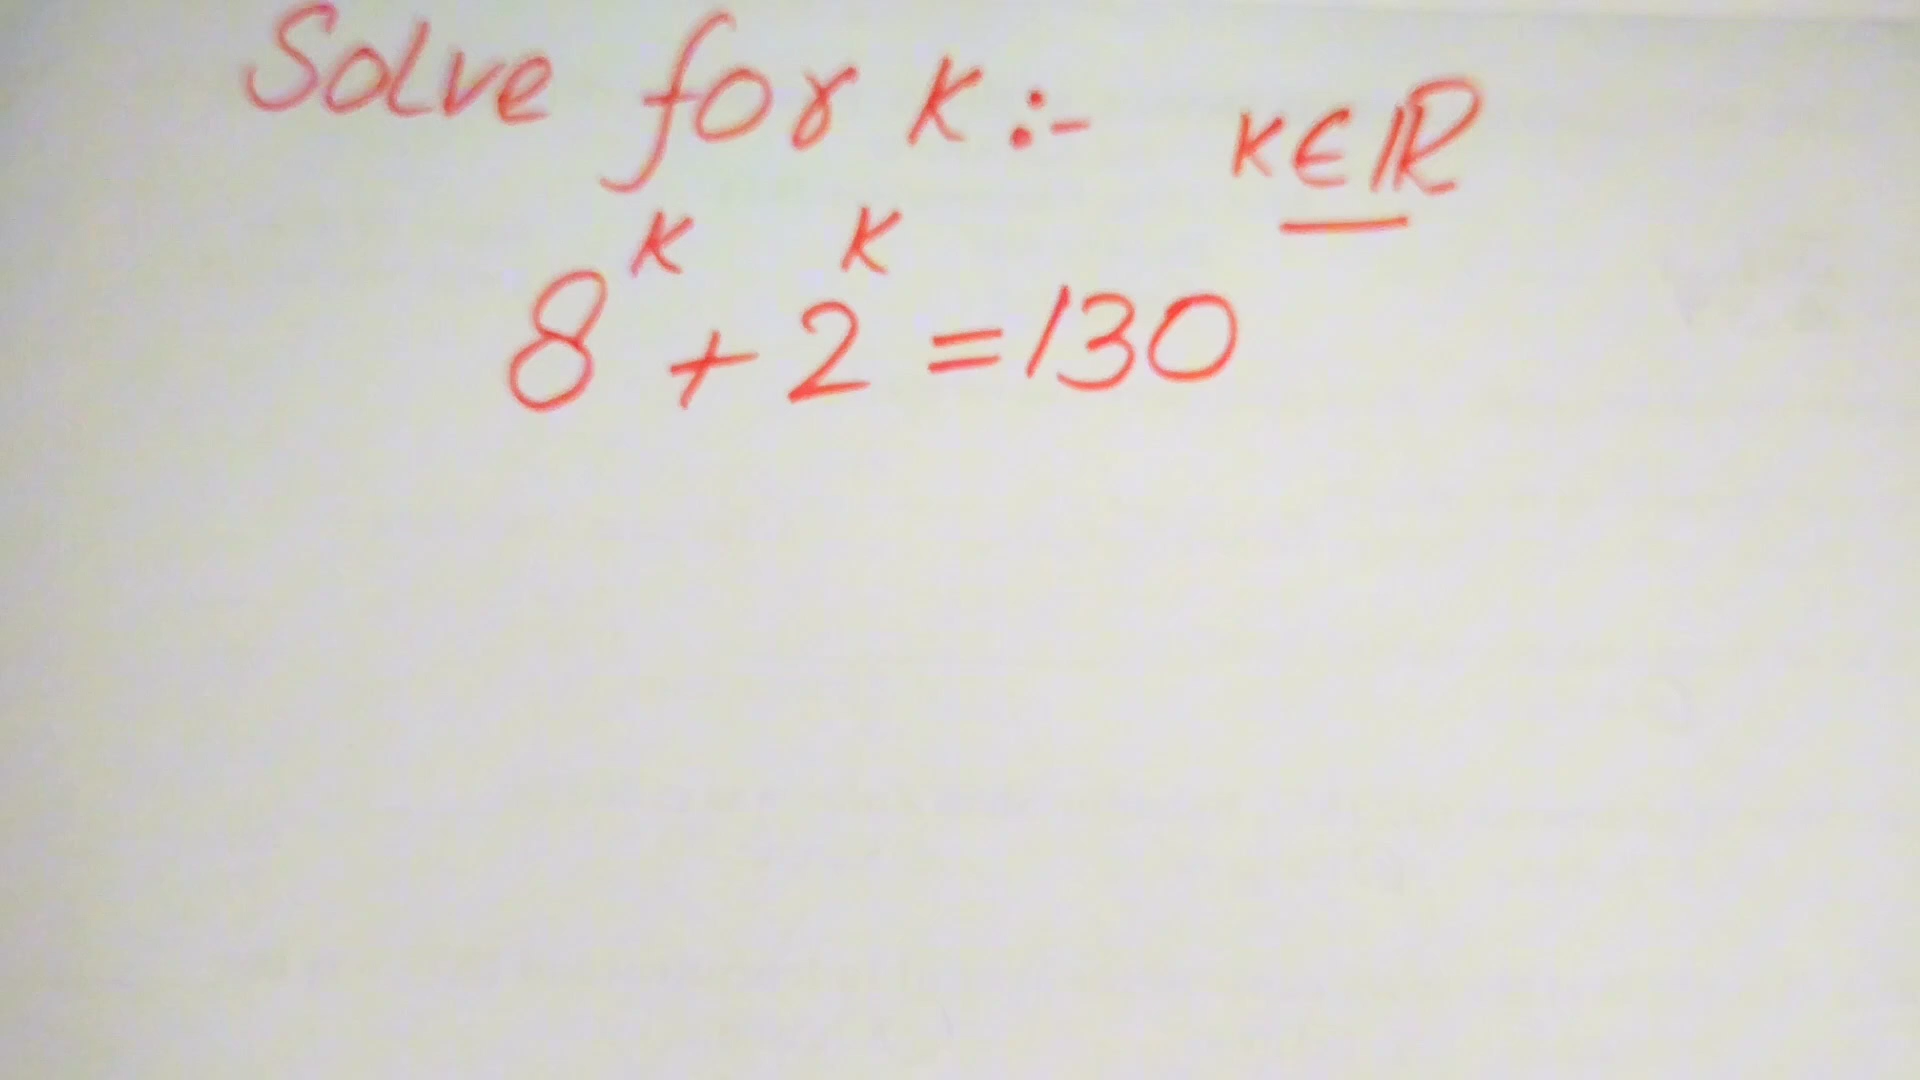 Solve for K :- K∈ℝ
8^K + 2^K = 130